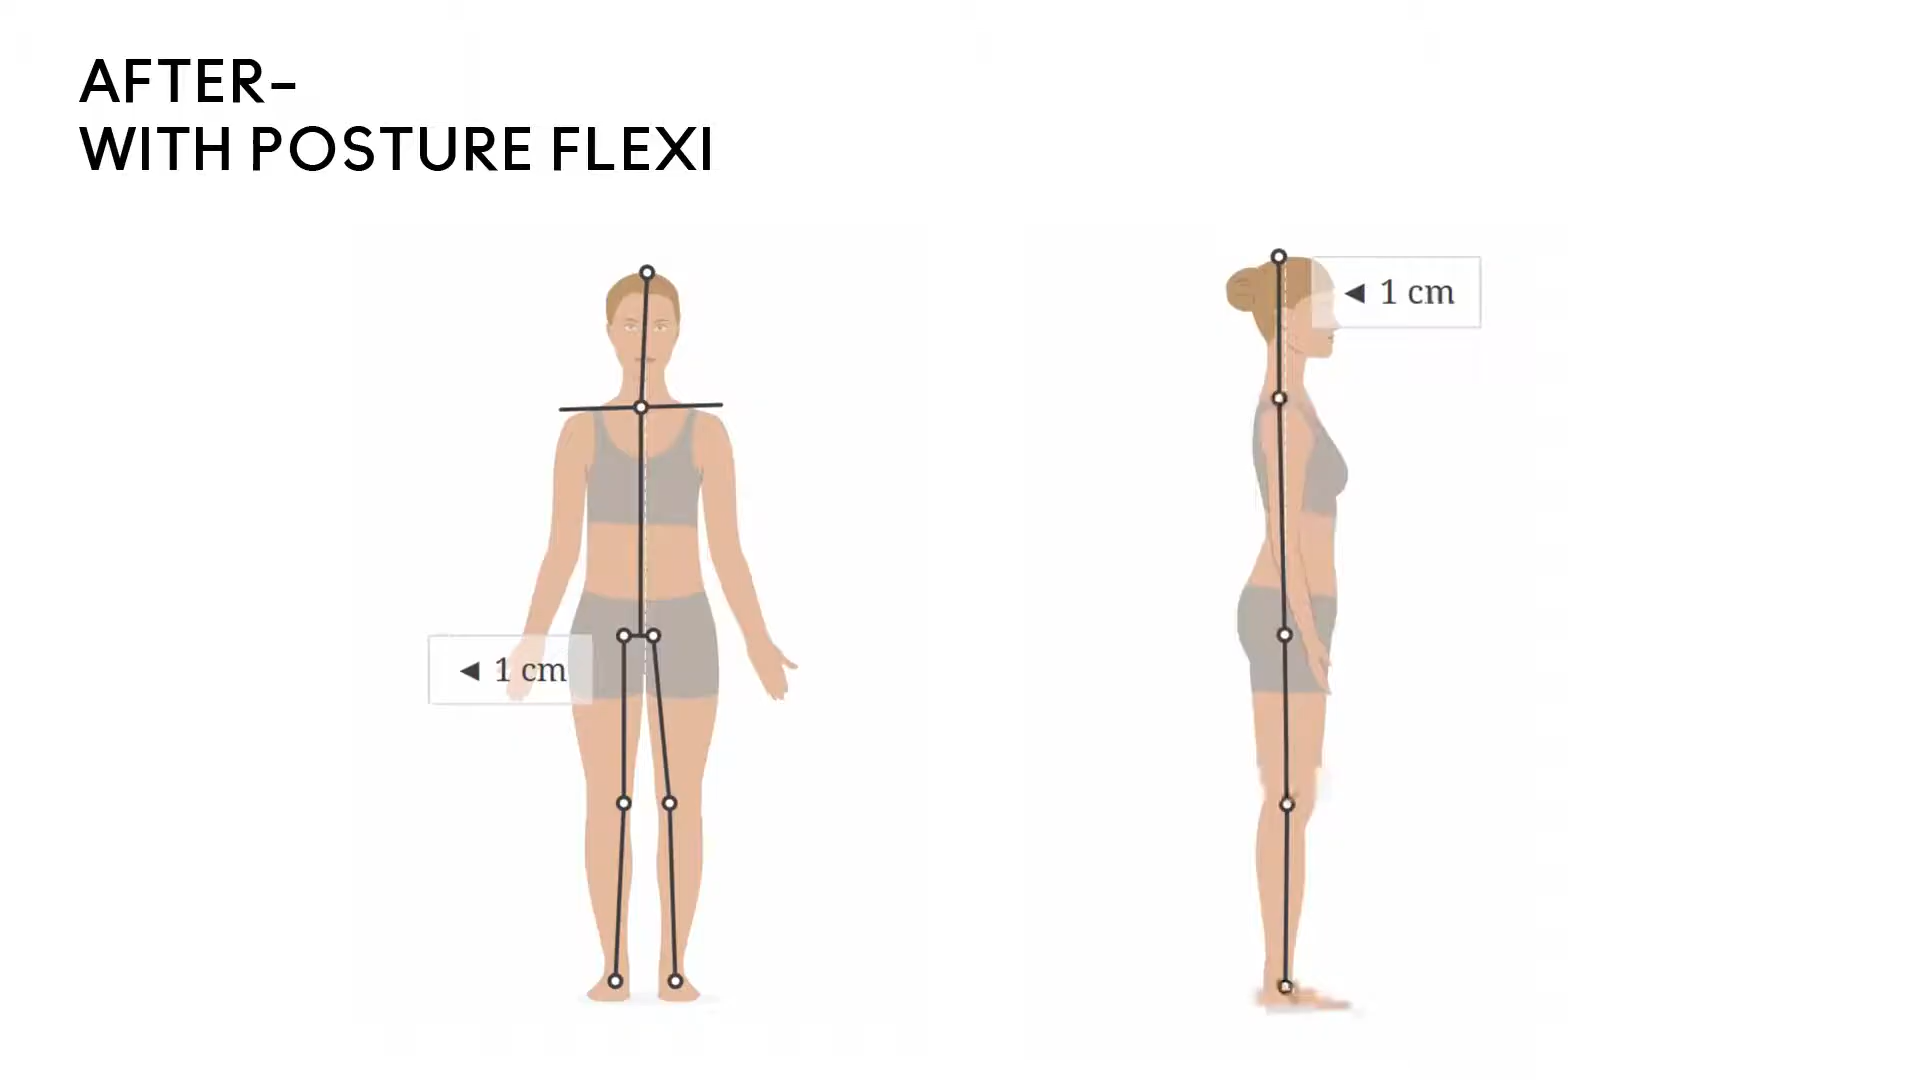 AFTER–
WITH POSTURE FLEXI
◄ 1 cm
◄ 1 cm